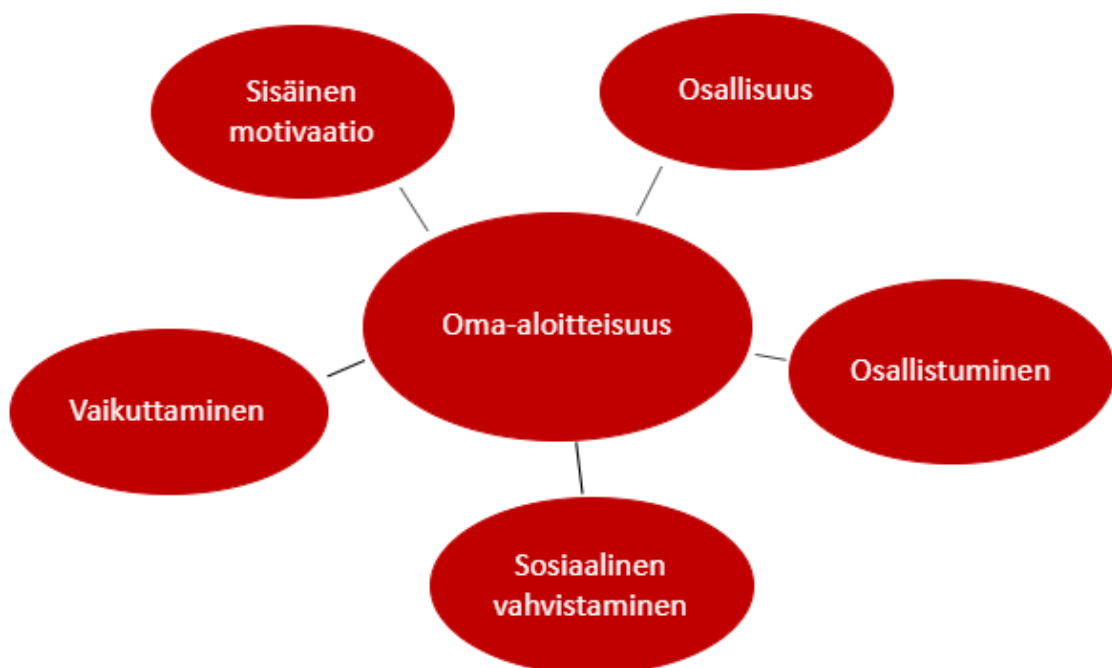 Sisäinen
motivaatio
Osallisuus
Oma-aloitteisuus
Osallistuminen
Vaikuttaminen
Sosiaalinen
vahvistaminen